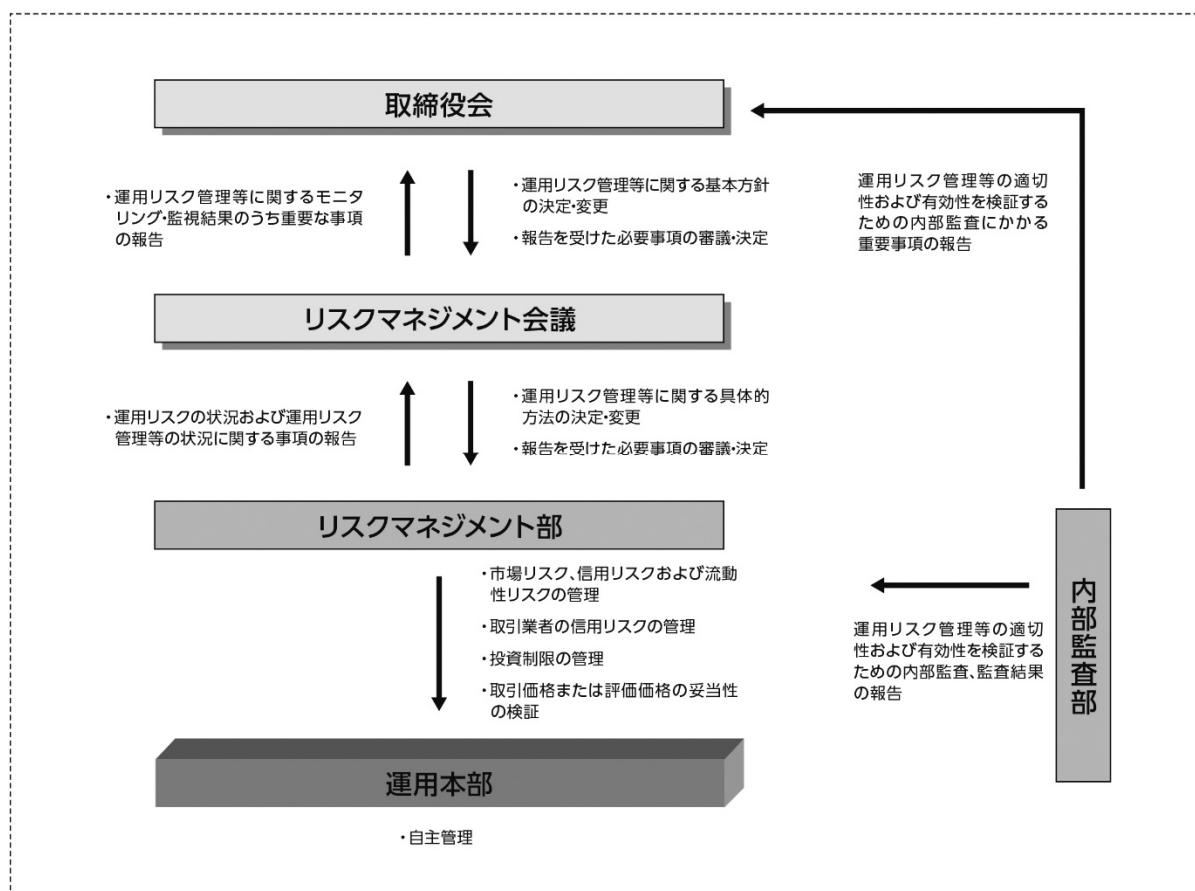 取締役会
・運用リスク管理等に関するモニ
タリング・監視結果のうち重要な事項
の報告
・運用リスク管理等に関する基本方針
の決定・変更
・報告を受けた必要事項の審議・決定
運用リスク管理等の適切
性および有効性を検証する
ための内部監査にかかる
重要事項の報告
リスクマネジメント会議
・運用リスクの状況および運用リスク
管理等の状況に関する事項の報告
・運用リスク管理等に関する具体的
方法の決定・変更
・報告を受けた必要事項の審議・決定
リスクマネジメント部
・市場リスク、信用リスクおよび流動
性リスクの管理
・取引業者の信用リスクの管理
・投資制限の管理
・取引価格または評価価格の妥当性
の検証
運用リスク管理等の適切
性および有効性を検証する
ための内部監査、監査結果
の報告
内部監査部
運用本部
・自主管理